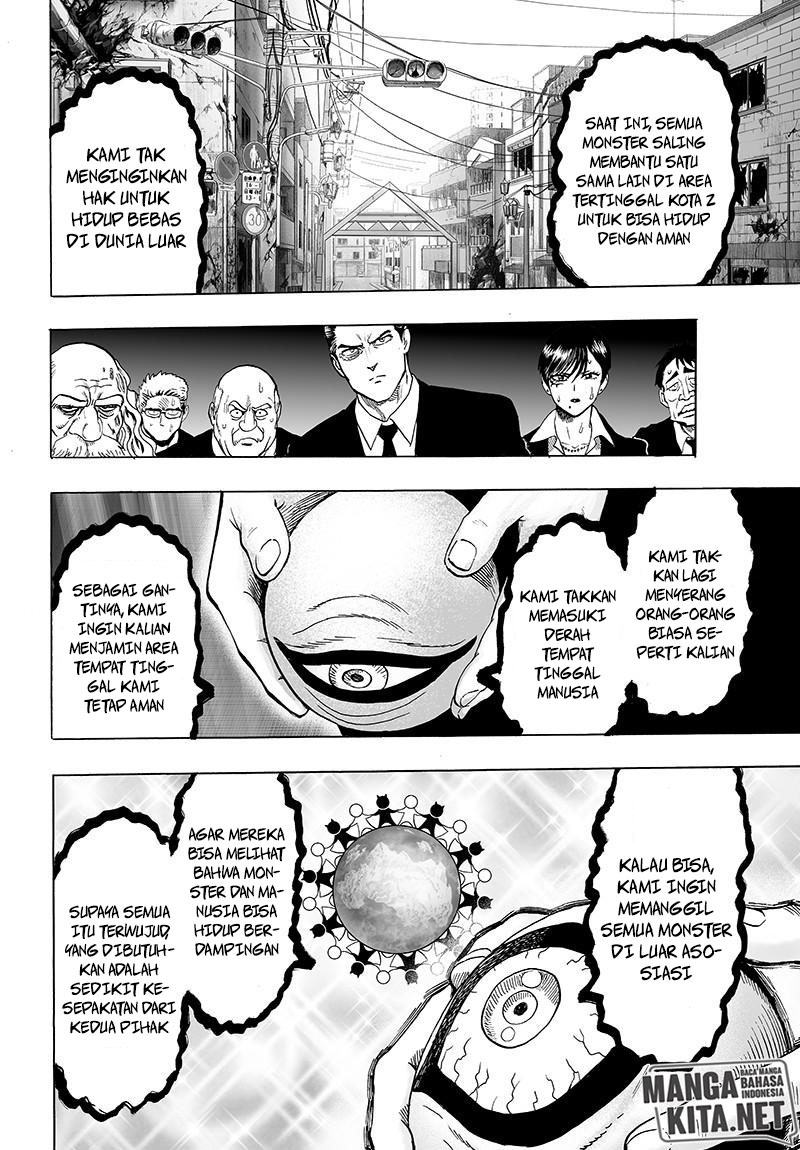 SAAT INI, SEMUA
MONSTER SALING
MEMBANTU SATU
SAMA LAIN DI AREA
TERTINGGAL KOTA Z
UNTUK BISA HIDUP
DENGAN AMAN
KAMI TAK
MENGINGINKAN
HAK UNTUK
HIDUP BEBAS
DI DUNIA LUAR
30
KAMI TAK-
KAN LAGI
MENYERANG
ORANG-ORANG
BIASA SE-
PERTI KALIAN
KAMI TAKKAN
MEMASUKI
DERAH
TEMPAT
TINGGAL
MANUSIA
SEBAGAI GAN-
TINYA, KAMI
INGIN KALIAN
MENJAMIN AREA
TEMPAT TING-
GAL KAMI
TETAP AMAN
KALAU BISA,
KAMI INGIN
MEMANGGIL
SEMUA MONSTER
DI LUAR ASO-
SIASI
AGAR MEREKA
BISA MELIHAT
BAHWA MON-
STER DAN MA-
NUSIA BISA
HIDUP BER-
DAMPINGAN
SUPAYA SEMUA
ITU TERWUJUD,
YANG DIBUTUH-
KAN ADALAH
SEDIKIT KE-
SEPAKATAN DARI
KEDUA PIHAK
MANGA
BACA MANGA
BAHASA
INDONESIA
KITA.NET